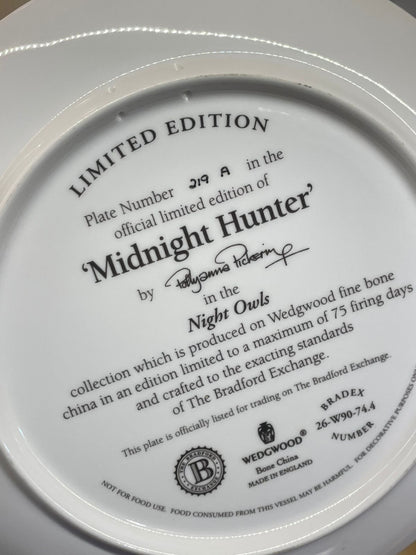 LIMITED EDITION
Plate Number 219 A in the
official limited edition of
'Midnight Hunter'
by Pollyanna Pickering
in the
Night Owls
collection which is produced on Wedgwood fine bone
china in an edition limited to a maximum of 75 firing days
and crafted to the exacting standards
of The Bradford Exchange.
This plate is officially listed for trading on The Bradford Exchange.
THE BRADFORD EXCHANGE
B
WEDGWOOD®
Bone China
MADE IN ENGLAND
BRADEX
26-W90-74.4
NUMBER
NOT FOR FOOD USE. FOOD CONSUMED FROM THIS VESSEL MAY BE HARMFUL. FOR DECORATIVE PURPOSES